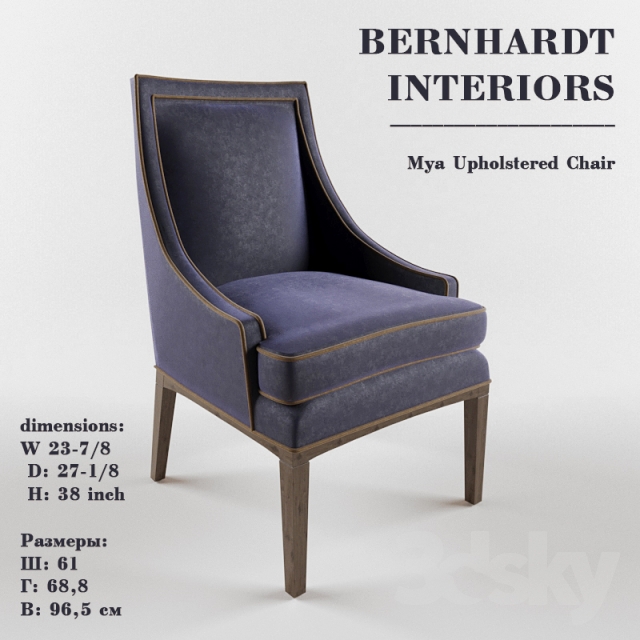 BERNHARDT
INTERIORS
Mya Upholstered Chair
dimensions:
W 23-7/8
D: 27-1/8
H: 38 inch
Размеры:
Ш: 61
Г: 68,8
В: 96,5 см
3dsky